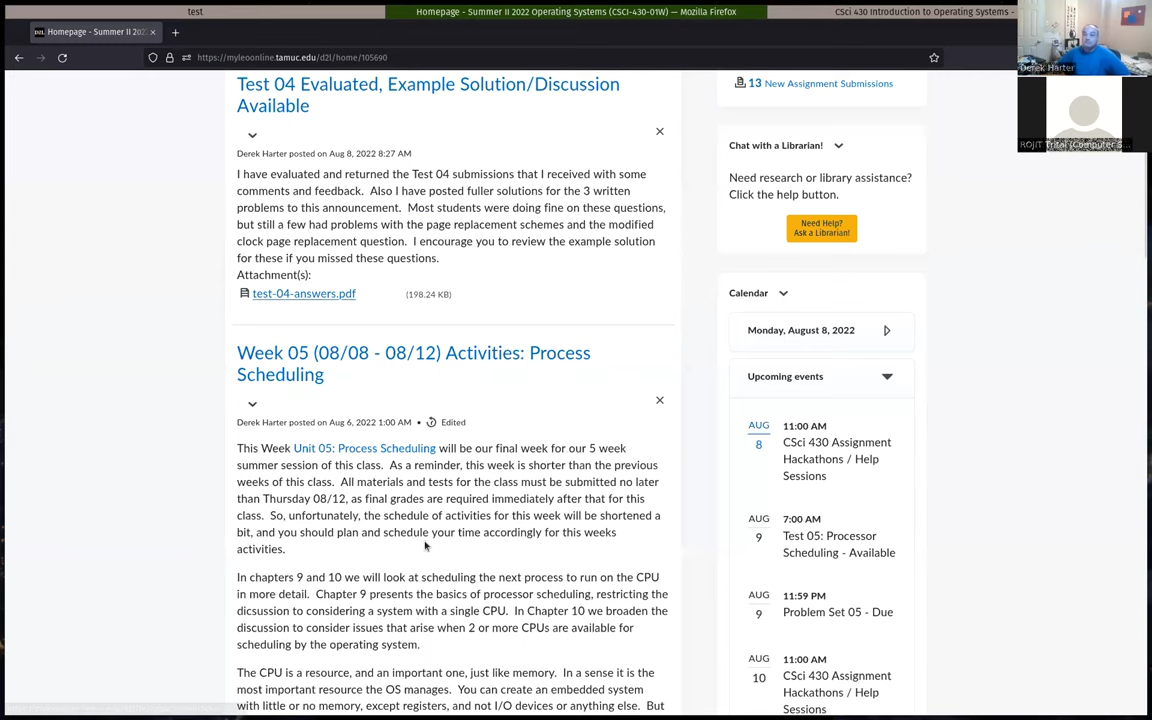 test
Homepage - Summer II 2022 Operating Systems (CSCI-430-01W) — Mozilla Firefox
CSci 430 Introduction to Operating Systems -
Homepage - Summer II 202
https://myleoonline.tamuc.edu/d2l/home/105690
Derek Harter
ROJIT Trital (Computer S...
Test 04 Evaluated, Example Solution/Discussion
Available
Derek Harter posted on Aug 8, 2022 8:27 AM
I have evaluated and returned the Test 04 submissions that I received with some
comments and feedback. Also I have posted fuller solutions for the 3 written
problems to this announcement. Most students were doing fine on these questions,
but still a few had problems with the page replacement schemes and the modified
clock page replacement question. I encourage you to review the example solution
for these if you missed these questions.
Attachment(s):
test-04-answers.pdf (198.24 KB)
Week 05 (08/08 - 08/12) Activities: Process
Scheduling
Derek Harter posted on Aug 6, 2022 1:00 AM • Edited
This Week Unit 05: Process Scheduling will be our final week for our 5 week
summer session of this class. As a reminder, this week is shorter than the previous
weeks of this class. All materials and tests for the class must be submitted no later
than Thursday 08/12, as final grades are required immediately after that for this
class. So, unfortunately, the schedule of activities for this week will be shortened a
bit, and you should plan and schedule your time accordingly for this weeks
activities.
In chapters 9 and 10 we will look at scheduling the next process to run on the CPU
in more detail. Chapter 9 presents the basics of processor scheduling, restricting the
dicsussion to considering a system with a single CPU. In Chapter 10 we broaden the
discussion to consider issues that arise when 2 or more CPUs are available for
scheduling by the operating system.
The CPU is a resource, and an important one, just like memory. In a sense it is the
most important resource the OS manages. You can create an embedded system
with little or no memory, except registers, and not I/O devices or anything else. But
13 New Assignment Submissions
Chat with a Librarian!
Need research or library assistance?
Click the help button.
Need Help?
Ask a Librarian!
Calendar
Monday, August 8, 2022
Upcoming events
AUG
8
11:00 AM
CSci 430 Assignment
Hackathons / Help
Sessions
AUG
9
7:00 AM
Test 05: Processor
Scheduling - Available
AUG
9
11:59 PM
Problem Set 05 - Due
AUG
10
11:00 AM
CSci 430 Assignment
Hackathons / Help
Sessions